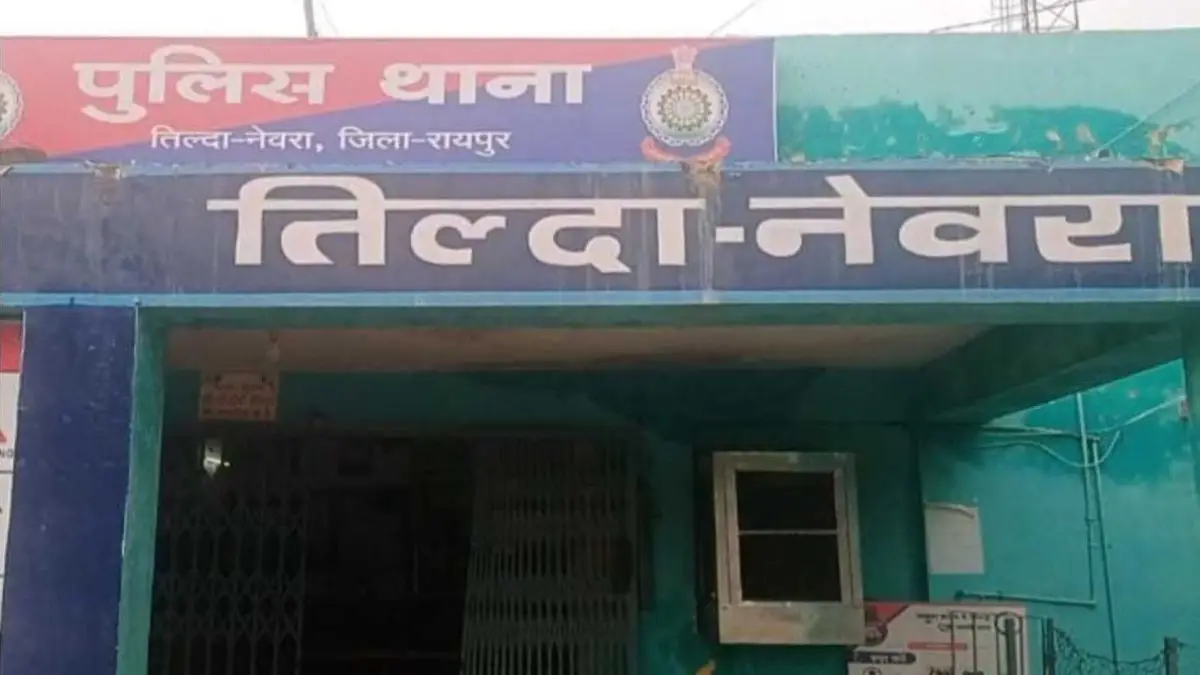 पुलिस थाना
तिल्दा-नेवरा, जिला-रायपुर
तिल्दा-नेवरा